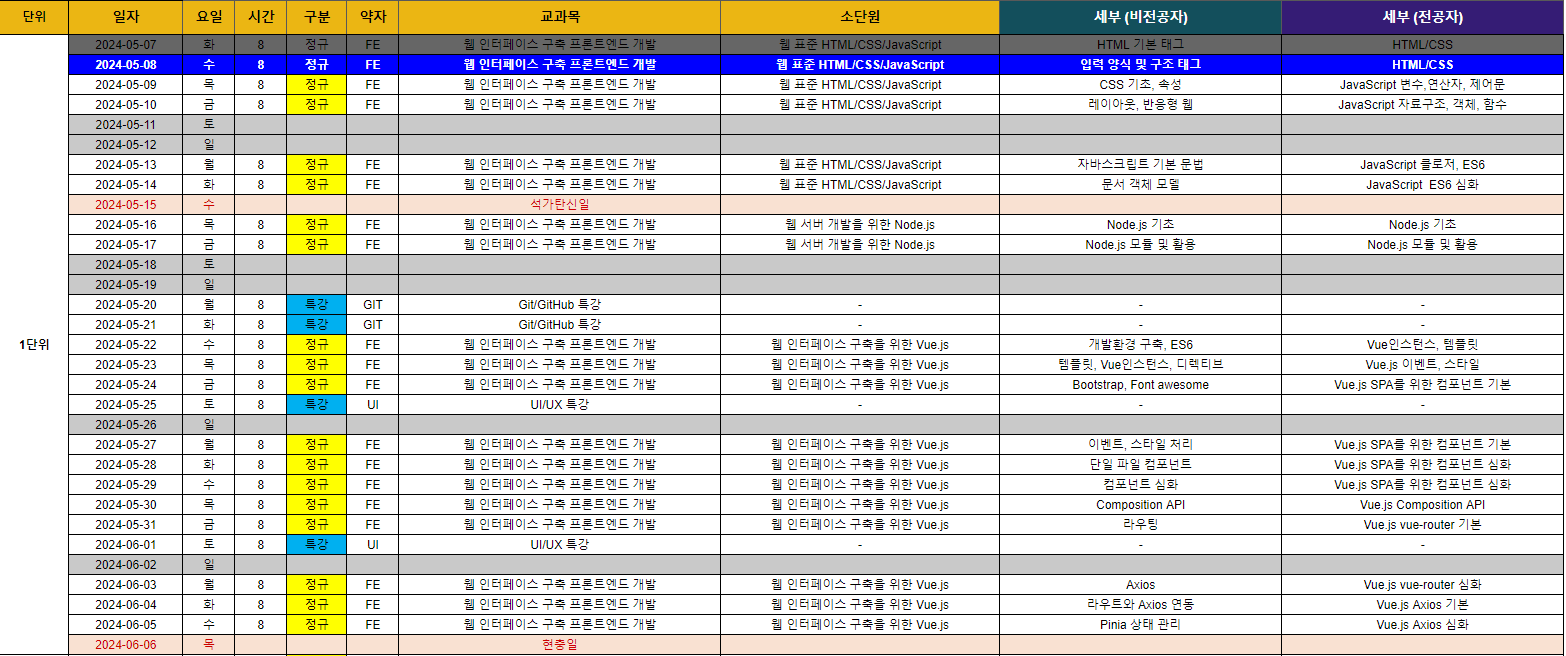 단위 일자 요일 시간 구분 약자 교과목 소단원 세부 (비전공자) 세부 (전공자)
2024-05-07 화 8 정규 FE 웹 인터페이스 구축 프론트엔드 개발 웹 표준 HTML/CSS/JavaScript HTML 기본 태그 HTML/CSS
2024-05-08 수 8 정규 FE 웹 인터페이스 구축 프론트엔드 개발 웹 표준 HTML/CSS/JavaScript 입력 양식 및 구조 태그 HTML/CSS
2024-05-09 목 8 정규 FE 웹 인터페이스 구축 프론트엔드 개발 웹 표준 HTML/CSS/JavaScript CSS 기초, 속성 JavaScript 변수,연산자, 제어문
2024-05-10 금 8 정규 FE 웹 인터페이스 구축 프론트엔드 개발 웹 표준 HTML/CSS/JavaScript 레이아웃, 반응형 웹 JavaScript 자료구조, 객체, 함수
2024-05-11 토
2024-05-12 일
2024-05-13 월 8 정규 FE 웹 인터페이스 구축 프론트엔드 개발 웹 표준 HTML/CSS/JavaScript 자바스크립트 기본 문법 JavaScript 클로저, ES6
2024-05-14 화 8 정규 FE 웹 인터페이스 구축 프론트엔드 개발 웹 표준 HTML/CSS/JavaScript 문서 객체 모델 JavaScript ES6 심화
2024-05-15 수 석가탄신일
2024-05-16 목 8 정규 FE 웹 인터페이스 구축 프론트엔드 개발 웹 서버 개발을 위한 Node.js Node.js 기초 Node.js 기초
2024-05-17 금 8 정규 FE 웹 인터페이스 구축 프론트엔드 개발 웹 서버 개발을 위한 Node.js Node.js 모듈 및 활용 Node.js 모듈 및 활용
2024-05-18 토
2024-05-19 일
2024-05-20 월 8 특강 GIT Git/GitHub 특강 - - -
2024-05-21 화 8 특강 GIT Git/GitHub 특강 - - -
1단위 2024-05-22 수 8 정규 FE 웹 인터페이스 구축 프론트엔드 개발 웹 인터페이스 구축을 위한 Vue.js 개발환경 구축, ES6 Vue인스턴스, 템플릿
2024-05-23 목 8 정규 FE 웹 인터페이스 구축 프론트엔드 개발 웹 인터페이스 구축을 위한 Vue.js 템플릿, Vue인스턴스, 디렉티브 Vue.js 이벤트, 스타일
2024-05-24 금 8 정규 FE 웹 인터페이스 구축 프론트엔드 개발 웹 인터페이스 구축을 위한 Vue.js Bootstrap, Font awesome Vue.js SPA를 위한 컴포넌트 기본
2024-05-25 토 8 특강 UI UI/UX 특강 - - -
2024-05-26 일
2024-05-27 월 8 정규 FE 웹 인터페이스 구축 프론트엔드 개발 웹 인터페이스 구축을 위한 Vue.js 이벤트, 스타일 처리 Vue.js SPA를 위한 컴포넌트 기본
2024-05-28 화 8 정규 FE 웹 인터페이스 구축 프론트엔드 개발 웹 인터페이스 구축을 위한 Vue.js 단일 파일 컴포넌트 Vue.js SPA를 위한 컴포넌트 심화
2024-05-29 수 8 정규 FE 웹 인터페이스 구축 프론트엔드 개발 웹 인터페이스 구축을 위한 Vue.js 컴포넌트 심화 Vue.js SPA를 위한 컴포넌트 심화
2024-05-30 목 8 정규 FE 웹 인터페이스 구축 프론트엔드 개발 웹 인터페이스 구축을 위한 Vue.js Composition API Vue.js Composition API
2024-05-31 금 8 정규 FE 웹 인터페이스 구축 프론트엔드 개발 웹 인터페이스 구축을 위한 Vue.js 라우팅 Vue.js vue-router 기본
2024-06-01 토 8 특강 UI UI/UX 특강 - - -
2024-06-02 일
2024-06-03 월 8 정규 FE 웹 인터페이스 구축 프론트엔드 개발 웹 인터페이스 구축을 위한 Vue.js Axios Vue.js vue-router 심화
2024-06-04 화 8 정규 FE 웹 인터페이스 구축 프론트엔드 개발 웹 인터페이스 구축을 위한 Vue.js 라우트와 Axios 연동 Vue.js Axios 기본
2024-06-05 수 8 정규 FE 웹 인터페이스 구축 프론트엔드 개발 웹 인터페이스 구축을 위한 Vue.js Pinia 상태 관리 Vue.js Axios 심화
2024-06-06 목 현충일